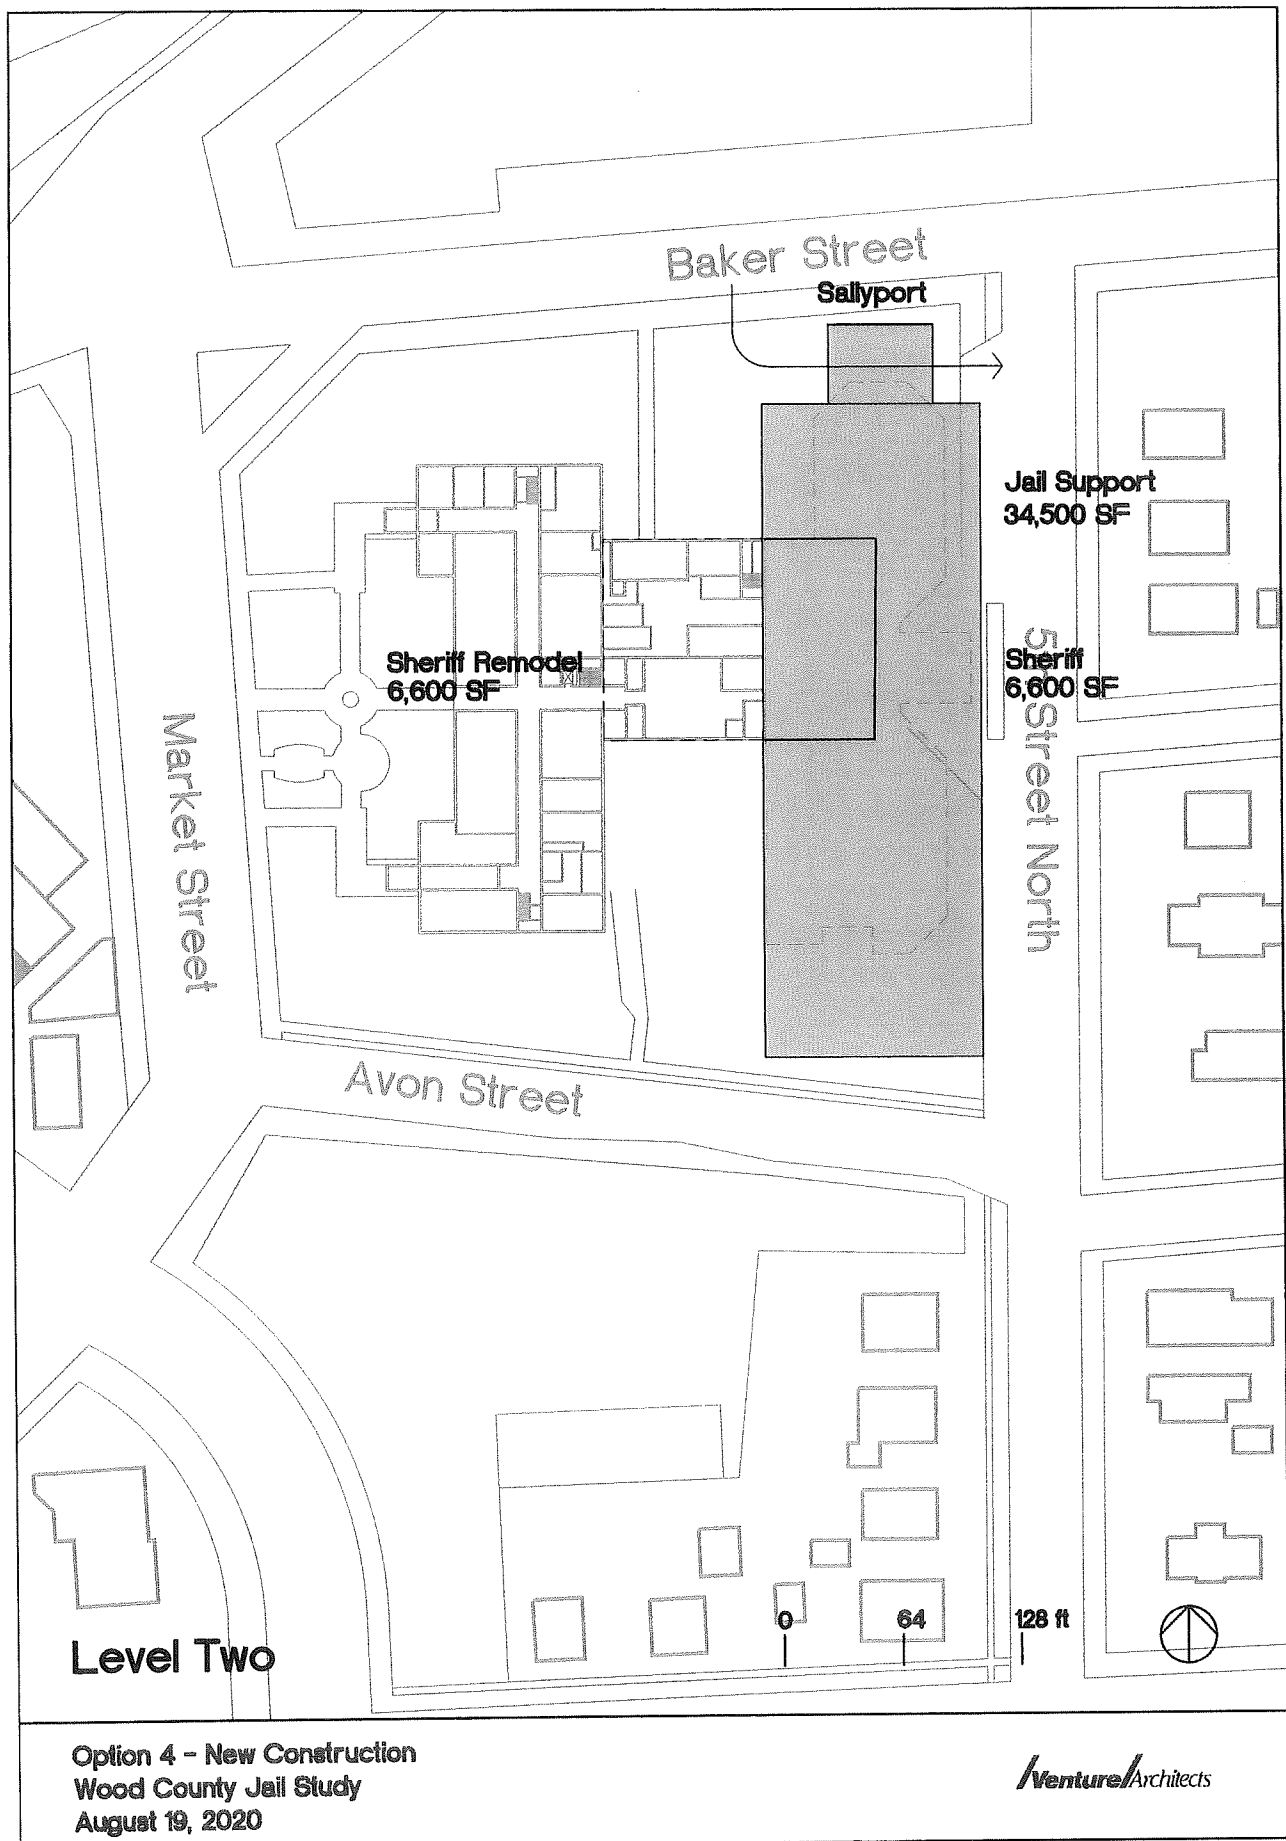 Baker Street
Sallyport
Jail Support
34,500 SF
Sheriff Remodel
6,600 SF
Sheriff
6,600 SF
Market Street
Street North
Avon Street
0
64
128 ft
Level Two
Option 4 - New Construction
Wood County Jail Study
August 19, 2020
Venture Architects